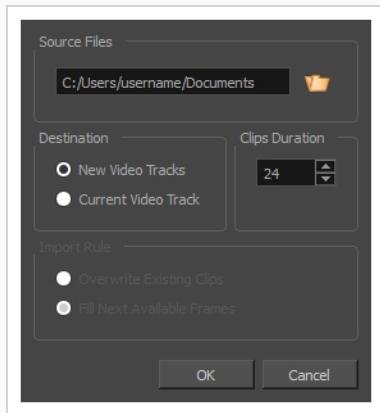 Source Files
C:/Users/username/Documents
Destination
New Video Tracks
Current Video Track
Clips Duration
24
Import Rule
Overwrite Existing Clips
Fill Next Available Frames
OK Cancel